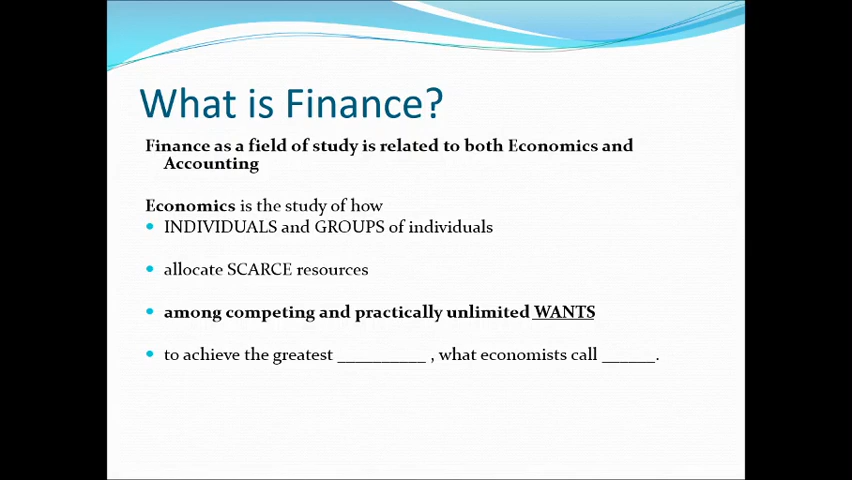 What is Finance?
Finance as a field of study is related to both Economics and
Accounting
Economics is the study of how
• INDIVIDUALS and GROUPS of individuals
• allocate SCARCE resources
• among competing and practically unlimited WANTS
• to achieve the greatest __________ , what economists call ______.